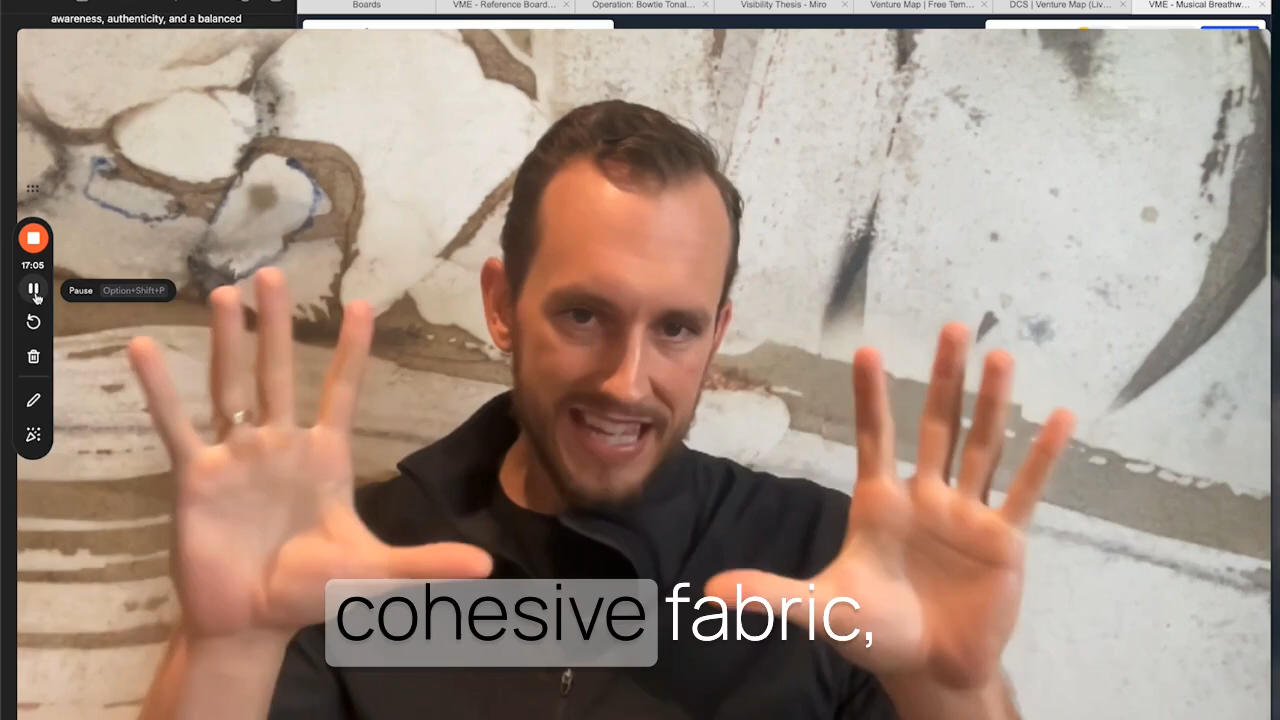 awareness, authenticity, and a balanced
Boards
VME - Reference Board...
Operation: Bowtie Tonal...
Visibility Thesis - Miro
Venture Map | Free Tem...
DCS | Venture Map (Liv...
VME - Musical Breathw...
17:05
Pause Option+Shift+P
cohesive fabric,